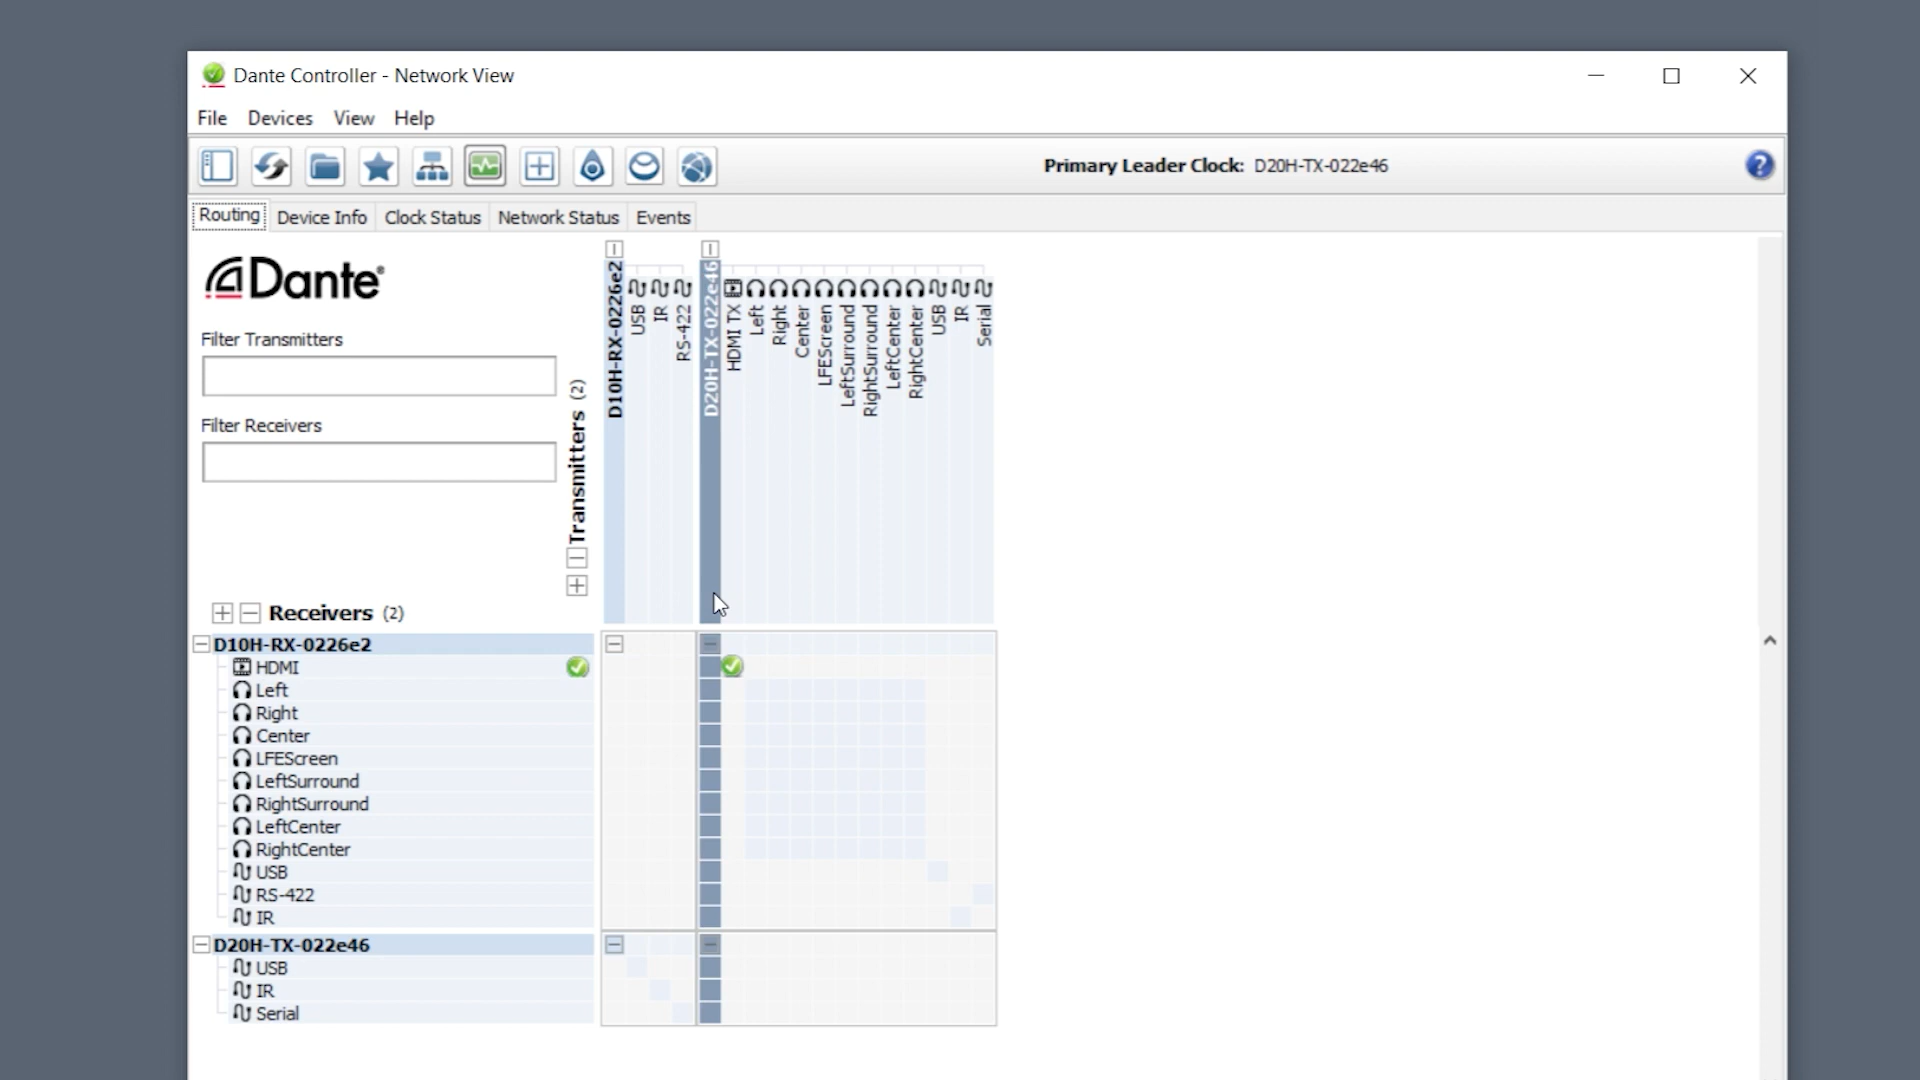 Dante Controller - Network View
File Devices View Help
Primary Leader Clock: D20H-TX-022e46
?
Routing Device Info Clock Status Network Status Events
Dante®
Filter Transmitters
Filter Receivers
Transmitters (2)
D10H-RX-0226e2
USB
IR
RS-422
D20H-TX-022e46
HDMI TX
Left
Right
Center
LFEScreen
LeftSurround
RightSurround
LeftCenter
RightCenter
USB
IR
Serial
Receivers (2)
D10H-RX-0226e2
HDMI
Left
Right
Center
LFEScreen
LeftSurround
RightSurround
LeftCenter
RightCenter
USB
RS-422
IR
D20H-TX-022e46
USB
IR
Serial